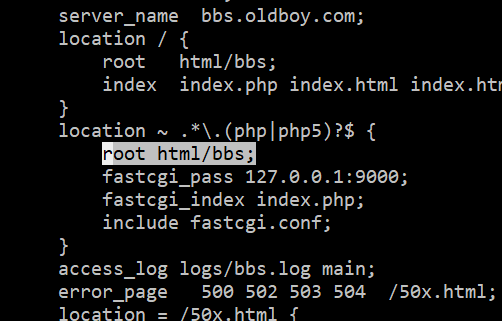 server_name  bbs.oldboy.com;
location / {
root   html/bbs;
index  index.php index.html index.ht
}
location ~ .*\.(php|php5)?$ {
root html/bbs;
fastcgi_pass 127.0.0.1:9000;
fastcgi_index index.php;
include fastcgi.conf;
}
access_log logs/bbs.log main;
error_page   500 502 503 504  /50x.html;
location = /50x.html {